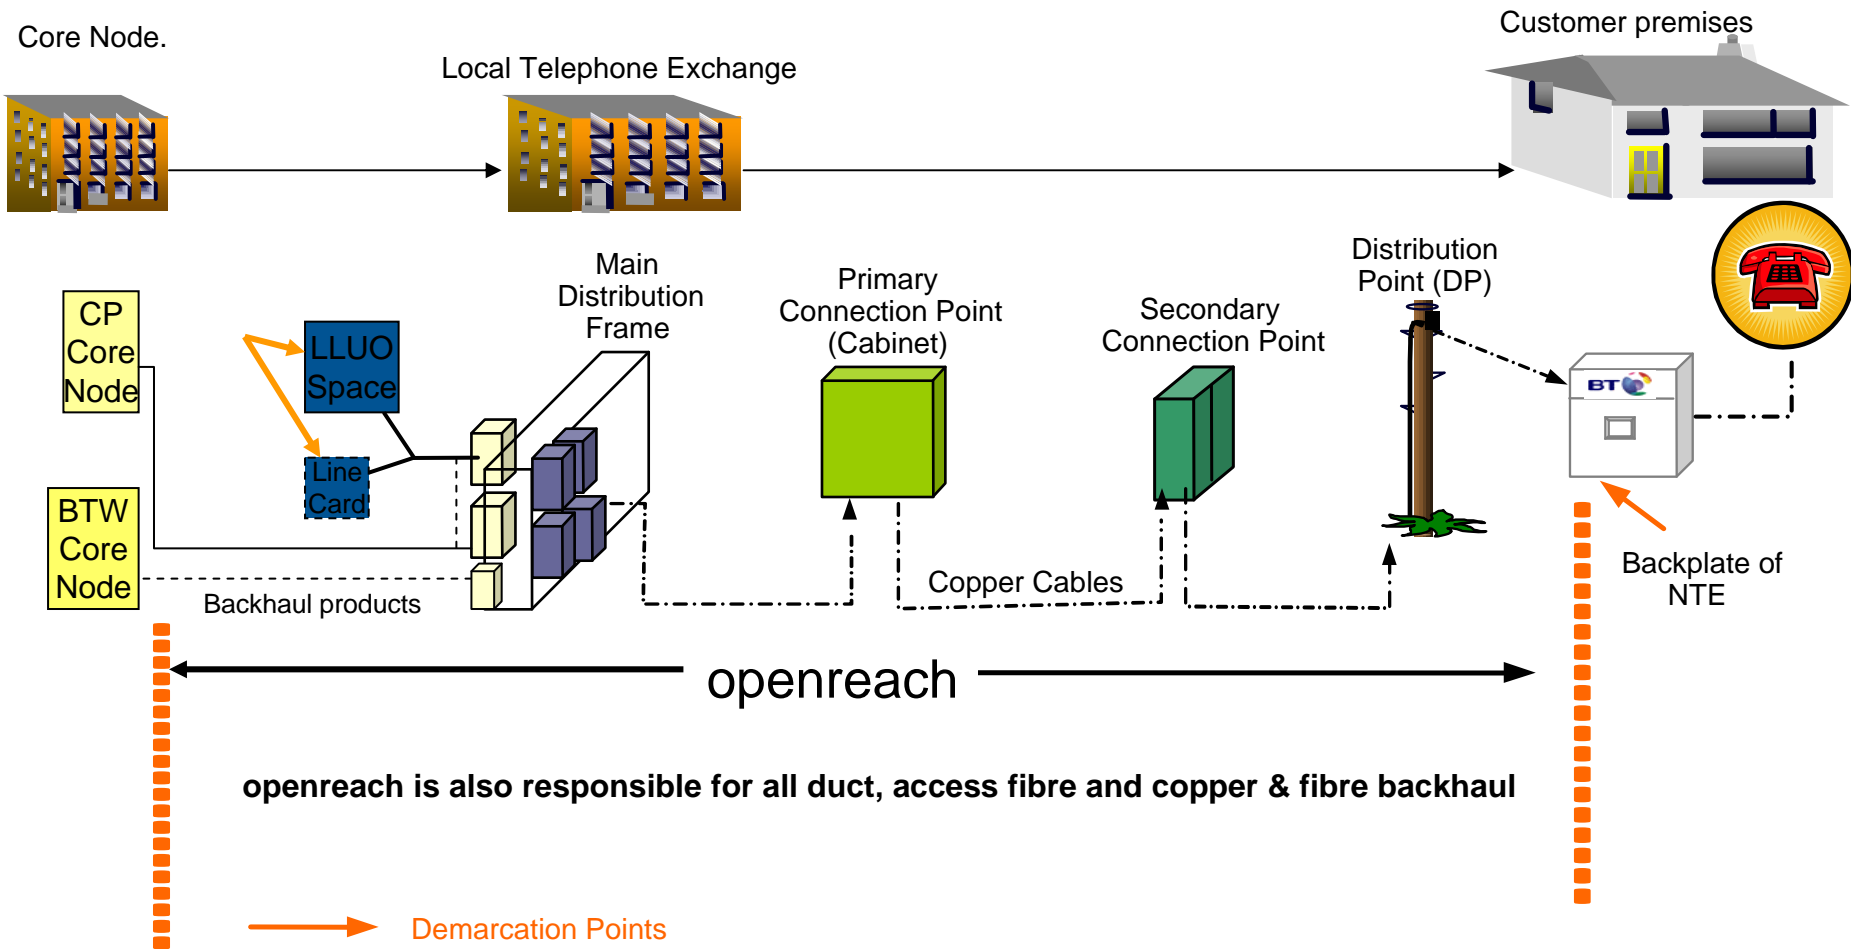 Core Node.
Local Telephone Exchange
Customer premises
CP
Core
Node
LLUO
Space
Line
Card
BTW
Core
Node
Backhaul products
Main
Distribution
Frame
Primary
Connection Point
(Cabinet)
Copper Cables
Secondary
Connection Point
Distribution
Point (DP)
BT
Backplate of
NTE
openreach
openreach is also responsible for all duct, access fibre and copper & fibre backhaul
Demarcation Points